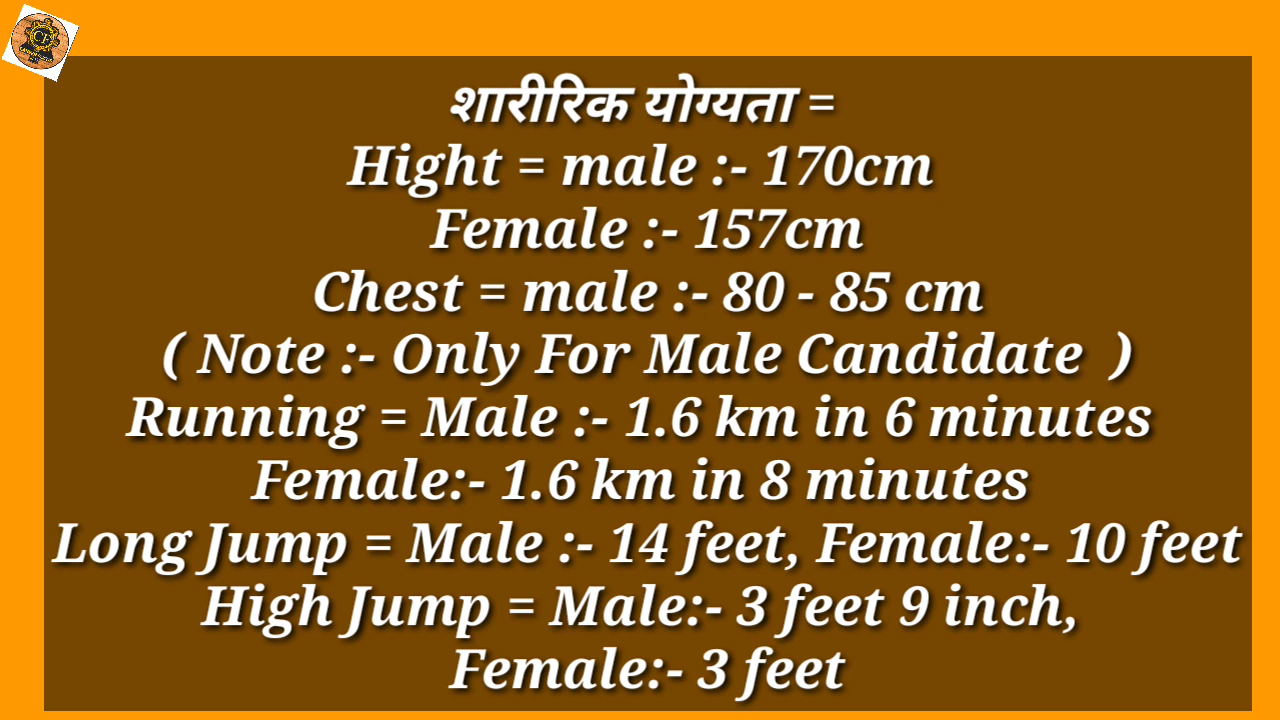 शारीरिक योग्यता =
Hight = male :- 170cm
Female :- 157cm
Chest = male :- 80 - 85 cm
( Note :- Only For Male Candidate )
Running = Male :- 1.6 km in 6 minutes
Female:- 1.6 km in 8 minutes
Long Jump = Male :- 14 feet, Female:- 10 feet
High Jump = Male:- 3 feet 9 inch,
Female:- 3 feet